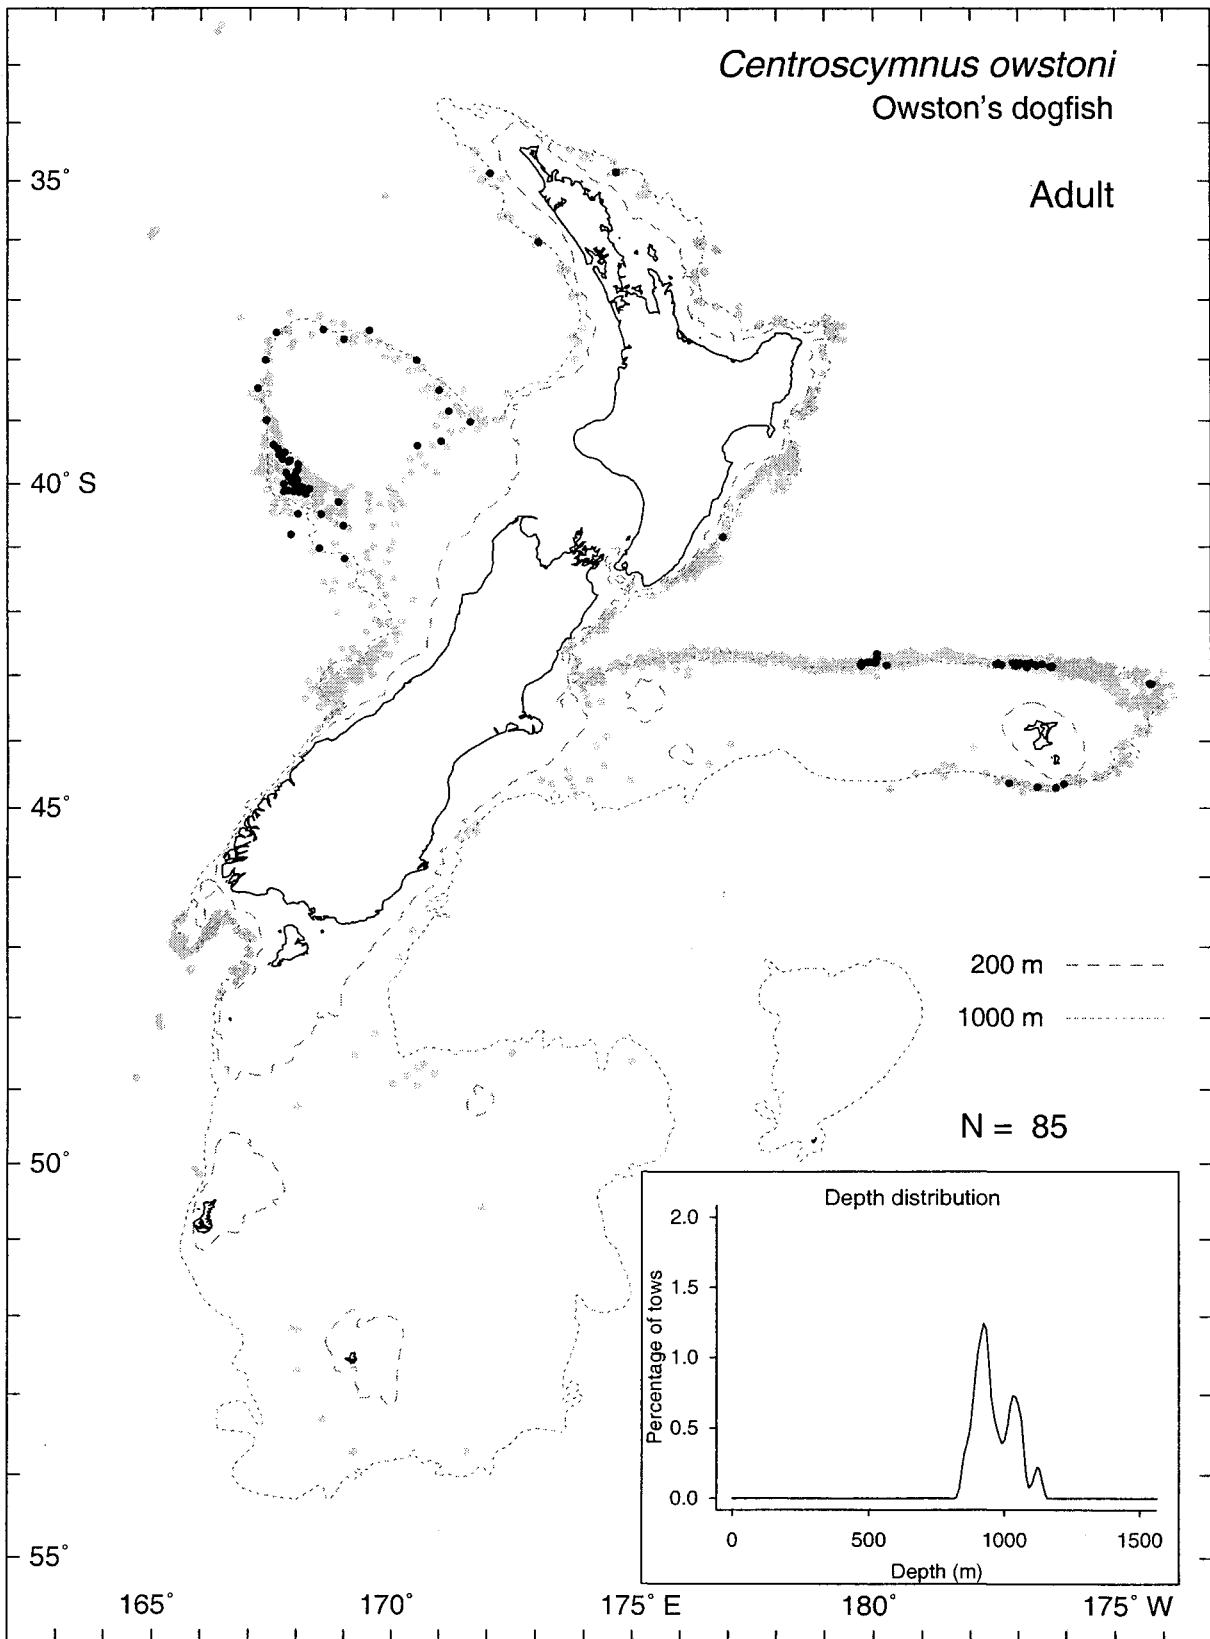 Centroscymnus owstoni
Owston's dogfish
Adult
35°
40° S
45°
200 m
1000 m
N = 85
50°
Depth distribution
2.0
1.5
1.0
0.5
0.0
Percentage of tows
0 500 1000 1500
Depth (m)
55°
165° 170° 175° E 180° 175° W